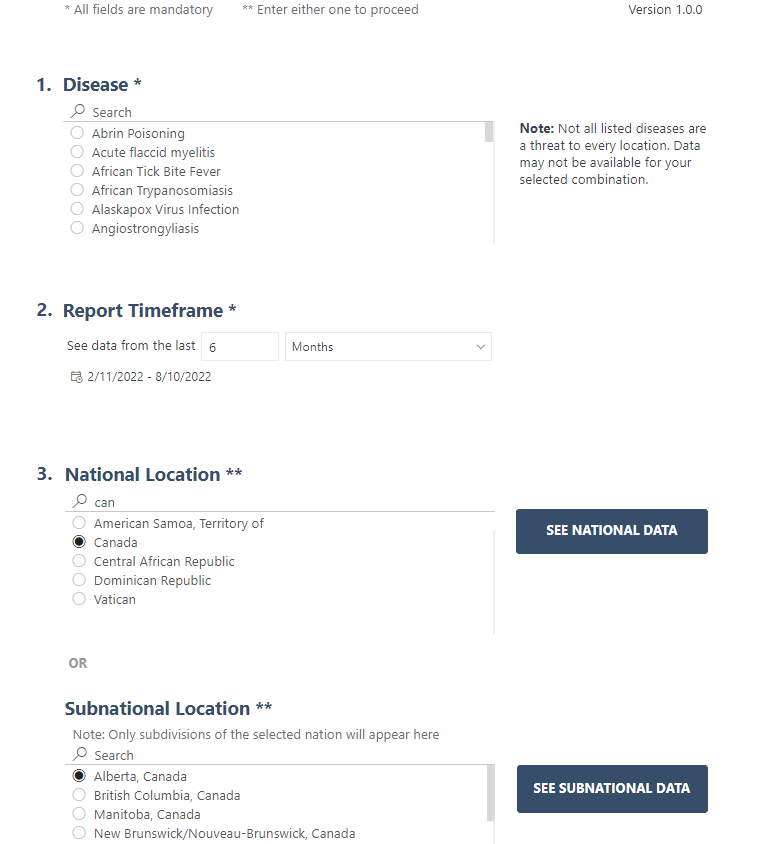 * All fields are mandatory ** Enter either one to proceed Version 1.0.0
1. Disease *
Search
Abrin Poisoning
Acute flaccid myelitis
African Tick Bite Fever
African Trypanosomiasis
Alaskapox Virus Infection
Angiostrongyliasis
Note: Not all listed diseases are
a threat to every location. Data
may not be available for your
selected combination.
2. Report Timeframe *
See data from the last 6 Months
2/11/2022 - 8/10/2022
3. National Location **
can
American Samoa, Territory of
Canada
Central African Republic
Dominican Republic
Vatican
SEE NATIONAL DATA
OR
Subnational Location **
Note: Only subdivisions of the selected nation will appear here
Search
Alberta, Canada
British Columbia, Canada
Manitoba, Canada
New Brunswick/Nouveau-Brunswick, Canada
SEE SUBNATIONAL DATA